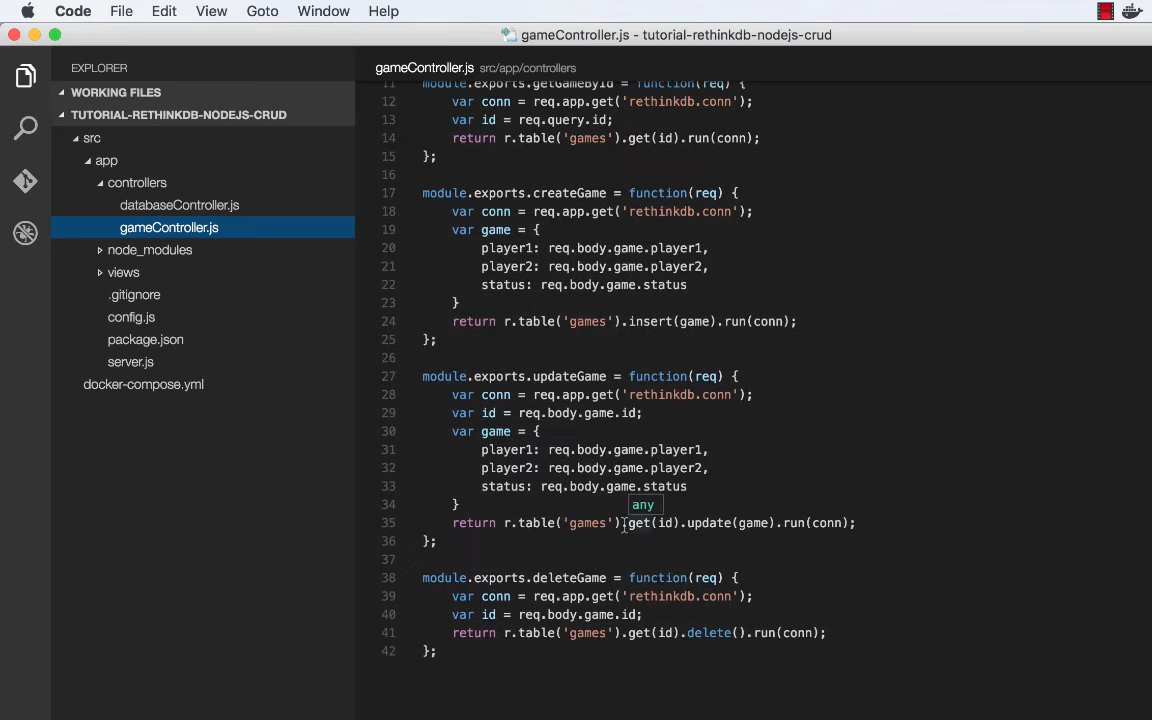 Code File Edit View Goto Window Help
gameController.js - tutorial-rethinkdb-nodejs-crud
EXPLORER
WORKING FILES
TUTORIAL-RETHINKDB-NODEJS-CRUD
src
app
controllers
databaseController.js
gameController.js
node_modules
views
.gitignore
config.js
package.json
server.js
docker-compose.yml
gameController.js src/app/controllers
11 module.exports.getGameById = function(req) {
12 var conn = req.app.get('rethinkdb.conn');
13 var id = req.query.id;
14 return r.table('games').get(id).run(conn);
15 };
16
17 module.exports.createGame = function(req) {
18 var conn = req.app.get('rethinkdb.conn');
19 var game = {
20 player1: req.body.game.player1,
21 player2: req.body.game.player2,
22 status: req.body.game.status
23 }
24 return r.table('games').insert(game).run(conn);
25 };
26
27 module.exports.updateGame = function(req) {
28 var conn = req.app.get('rethinkdb.conn');
29 var id = req.body.game.id;
30 var game = {
31 player1: req.body.game.player1,
32 player2: req.body.game.player2,
33 status: req.body.game.status
34 }
any
35 return r.table('games').get(id).update(game).run(conn);
36 };
37
38 module.exports.deleteGame = function(req) {
39 var conn = req.app.get('rethinkdb.conn');
40 var id = req.body.game.id;
41 return r.table('games').get(id).delete().run(conn);
42 };